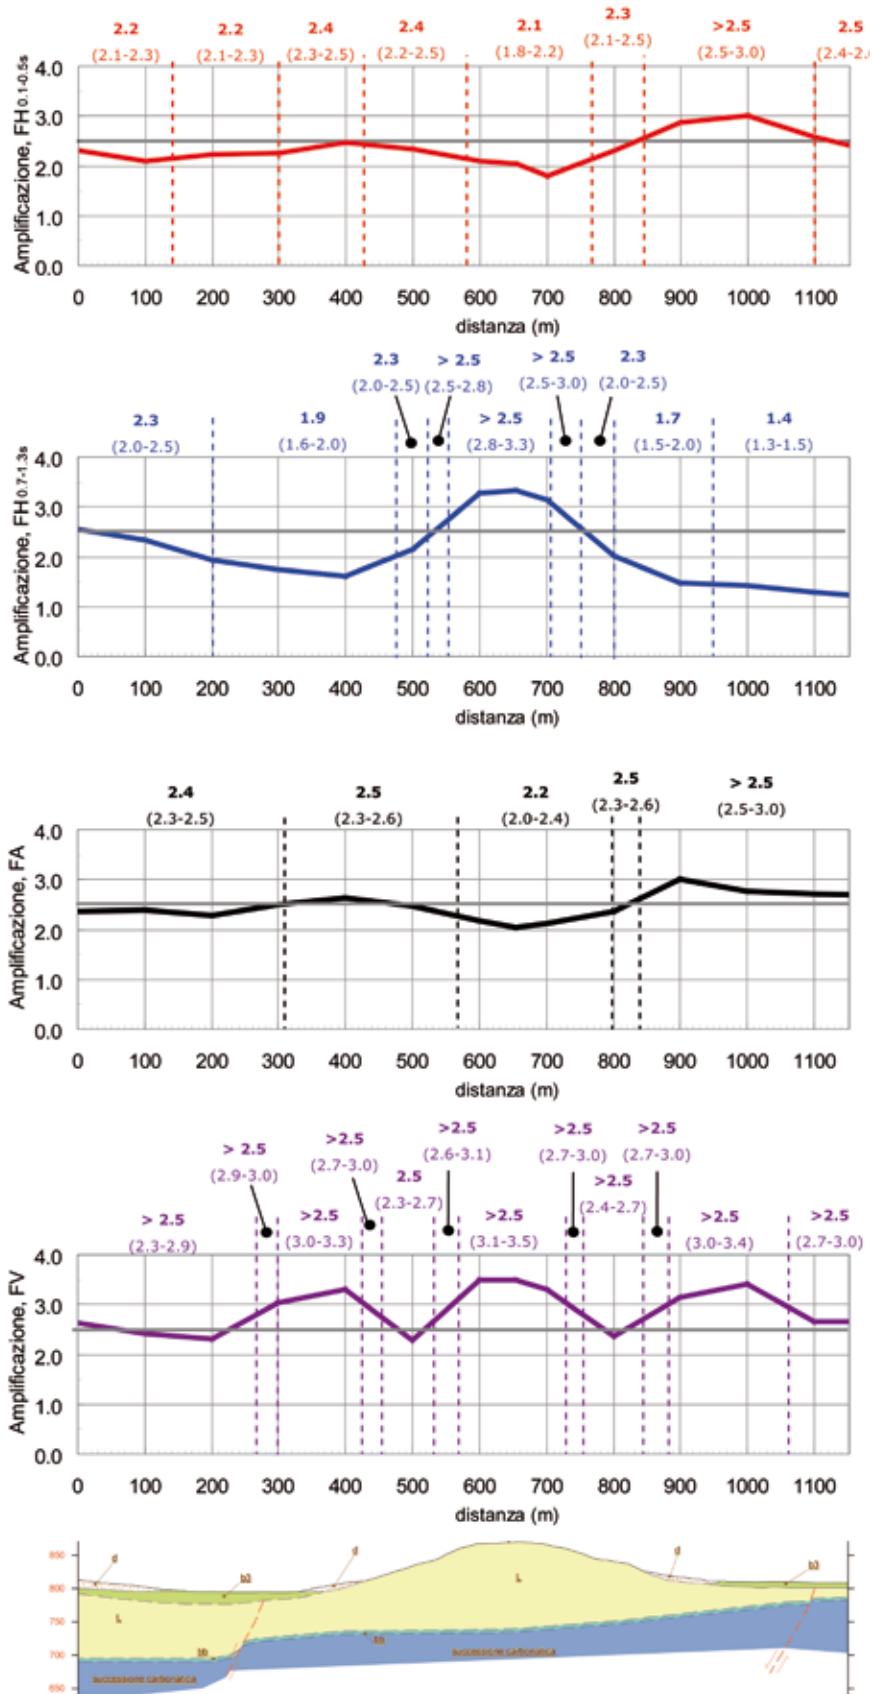 2.2 2.2 2.4 2.4 2.1 2.3 >2.5 2.5
(2.1-2.3) (2.1-2.3) (2.3-2.5) (2.2-2.5) (1.8-2.2) (2.1-2.5) (2.5-3.0)
Amplificazione, FH0.1-0.5s
4.0
3.0
2.0
1.0
0.0
0 100 200 300 400 500 600 700 800 900 1000 1100
distanza (m)
2.3 > 2.5 > 2.5 2.3
(2.0-2.5) (2.5-2.8) (2.5-3.0) (2.0-2.5)
2.3 1.9 > 2.5 1.7 1.4
(2.0-2.5) (1.6-2.0) (2.8-3.3) (1.5-2.0) (1.3-1.5)
Amplificazione, FH0.7-1.3s
4.0
3.0
2.0
1.0
0.0
0 100 200 300 400 500 600 700 800 900 1000 1100
distanza (m)
2.4 2.5 2.2 2.5 > 2.5
(2.3-2.5) (2.3-2.6) (2.0-2.4) (2.3-2.6) (2.5-3.0)
Amplificazione, FA
4.0
3.0
2.0
1.0
0.0
0 100 200 300 400 500 600 700 800 900 1000 1100
distanza (m)
> 2.5 >2.5 >2.5 >2.5 >2.5
(2.9-3.0) (2.7-3.0) (2.6-3.1) (2.7-3.0) (2.7-3.0)
2.5 >2.5
(2.3-2.7) (2.4-2.7)
> 2.5 >2.5 >2.5 >2.5 >2.5
(2.3-2.9) (3.0-3.3) (3.1-3.5) (3.0-3.4) (2.7-3.0)
Amplificazione, FV
4.0
3.0
2.0
1.0
0.0
0 100 200 300 400 500 600 700 800 900 1000 1100
distanza (m)
850
800
750
700
650
d d d
b3 L b3
L
bb bb
successione carbonatica successione carbonatica